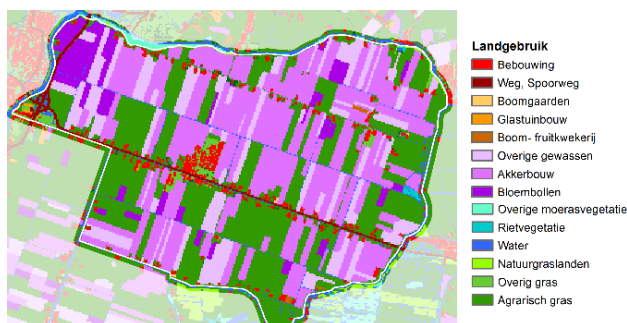 Landgebruik
Bebouwing
Weg, Spoorweg
Boomgaarden
Glastuinbouw
Boom- fruitkwekerij
Overige gewassen
Akkerbouw
Bloembollen
Overige moerasvegetatie
Rietvegetatie
Water
Natuurgraslanden
Overig gras
Agrarisch gras